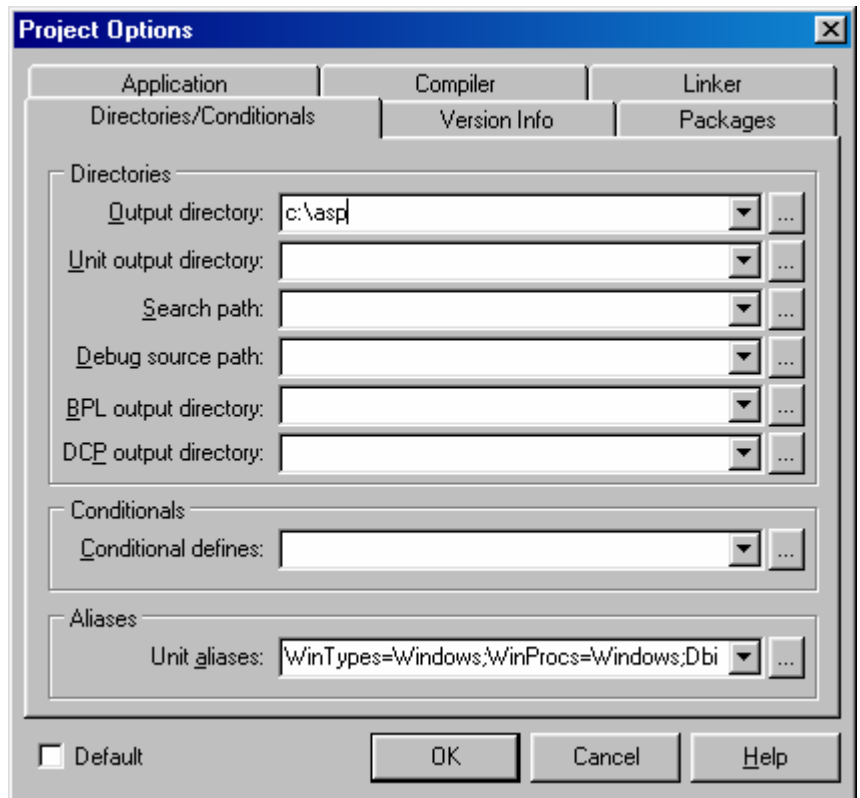 Project Options
Application Compiler Linker
Directories/Conditionals Version Info Packages
Directories
Output directory: c:\asp ...
Unit output directory: ...
Search path: ...
Debug source path: ...
BPL output directory: ...
DCP output directory: ...
Conditionals
Conditional defines: ...
Aliases
Unit aliases: WinTypes=Windows;WinProcs=Windows;Dbi ...
Default OK Cancel Help